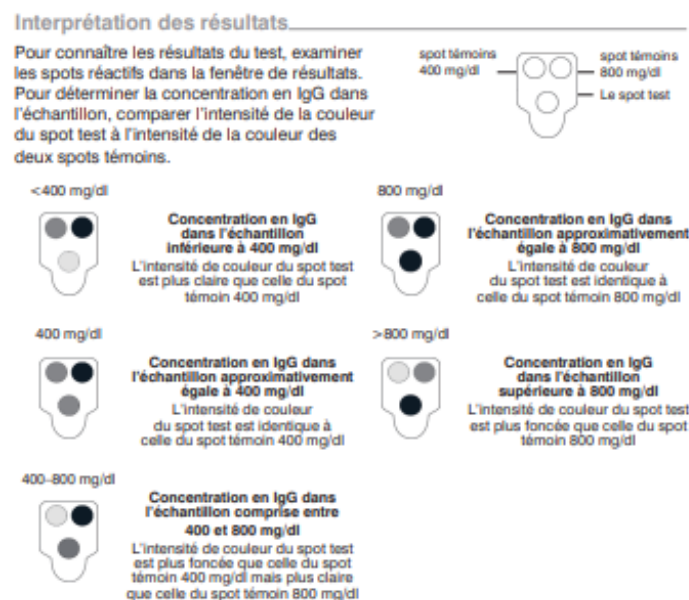 Interprétation des résultats
Pour connaître les résultats du test, examiner
les spots réactifs dans la fenêtre de résultats.
Pour déterminer la concentration en IgG dans
l'échantillon, comparer l'intensité de la couleur
du spot test à l'intensité de la couleur des
deux spots témoins.
spot témoins
400 mg/dl
spot témoins
800 mg/dl
Le spot test
<400 mg/dl
Concentration en IgG
dans l'échantillon
inférieure à 400 mg/dl
L'intensité de couleur du spot test
est plus claire que celle du spot
témoin 400 mg/dl
800 mg/dl
Concentration en IgG dans
l'échantillon approximativement
égale à 800 mg/dl
L'intensité de couleur
du spot test est identique à
celle du spot témoin 800 mg/dl
400 mg/dl
Concentration en IgG dans
l'échantillon approximativement
égale à 400 mg/dl
L'intensité de couleur
du spot test est identique à
celle du spot témoin 400 mg/dl
>800 mg/dl
Concentration en IgG
dans l'échantillon
supérieure à 800 mg/dl
L'intensité de couleur du spot test
est plus foncée que celle du spot
témoin 800 mg/dl
400-800 mg/dl
Concentration en IgG dans
l'échantillon comprise entre
400 et 800 mg/dl
L'intensité de couleur du spot test
est plus foncée que celle du spot
témoin 400 mg/dl mais plus claire
que celle du spot témoin 800 mg/dl